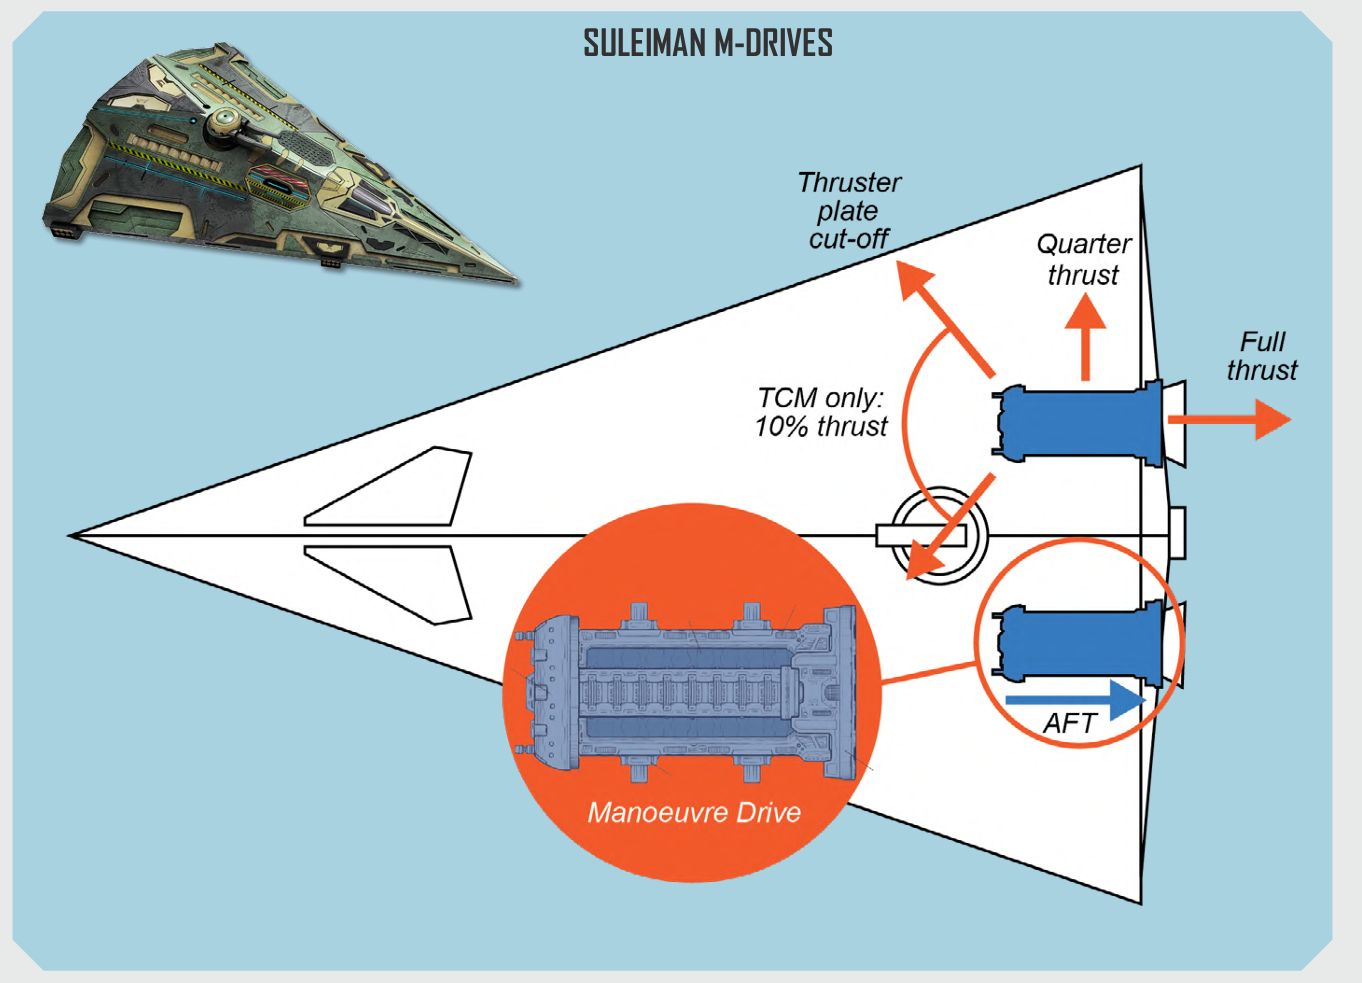 SULEIMAN M-DRIVES
Thruster
plate
cut-off
Quarter
thrust
Full
thrust
TCM only:
10% thrust
AFT
Manoeuvre Drive